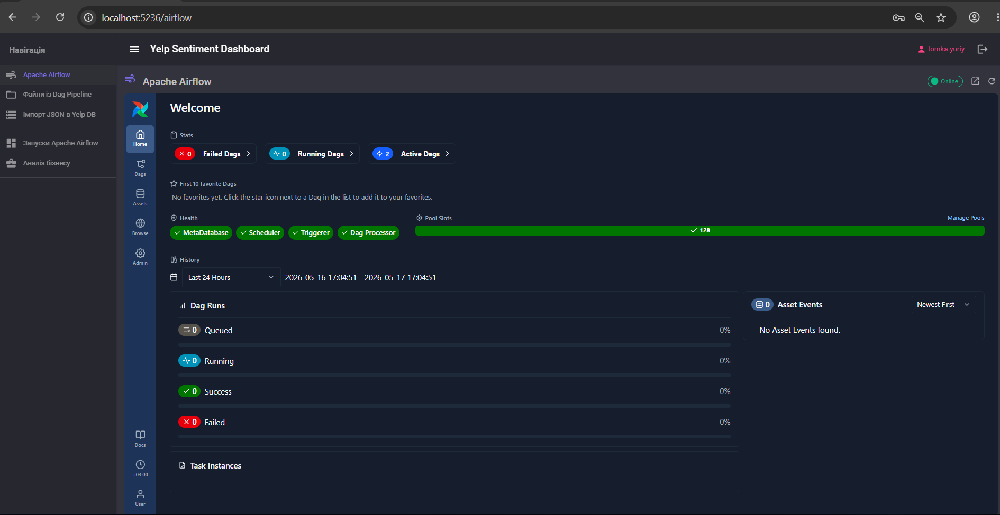 localhost:5236/airflow
Навігація
Yelp Sentiment Dashboard
tomka.yuriy
Apache Airflow
Файли із Dag Pipeline
Імпорт JSON в Yelp DB
Запуски Apache Airflow
Аналіз бізнесу
Apache Airflow
Online
Home
Dags
Assets
Browse
Admin
Docs
+03:00
User
Welcome
Stats
0 Failed Dags
0 Running Dags
2 Active Dags
First 10 favorite Dags
No favorites yet. Click the star icon next to a Dag in the list to add it to your favorites.
Health
MetaDatabase Scheduler Triggerer Dag Processor
Pool Slots
Manage Pools
128
History
Last 24 Hours 2026-05-16 17:04:51 - 2026-05-17 17:04:51
Dag Runs
0 Queued 0%
0 Running 0%
0 Success 0%
0 Failed 0%
Task Instances
0 Asset Events Newest First
No Asset Events found.